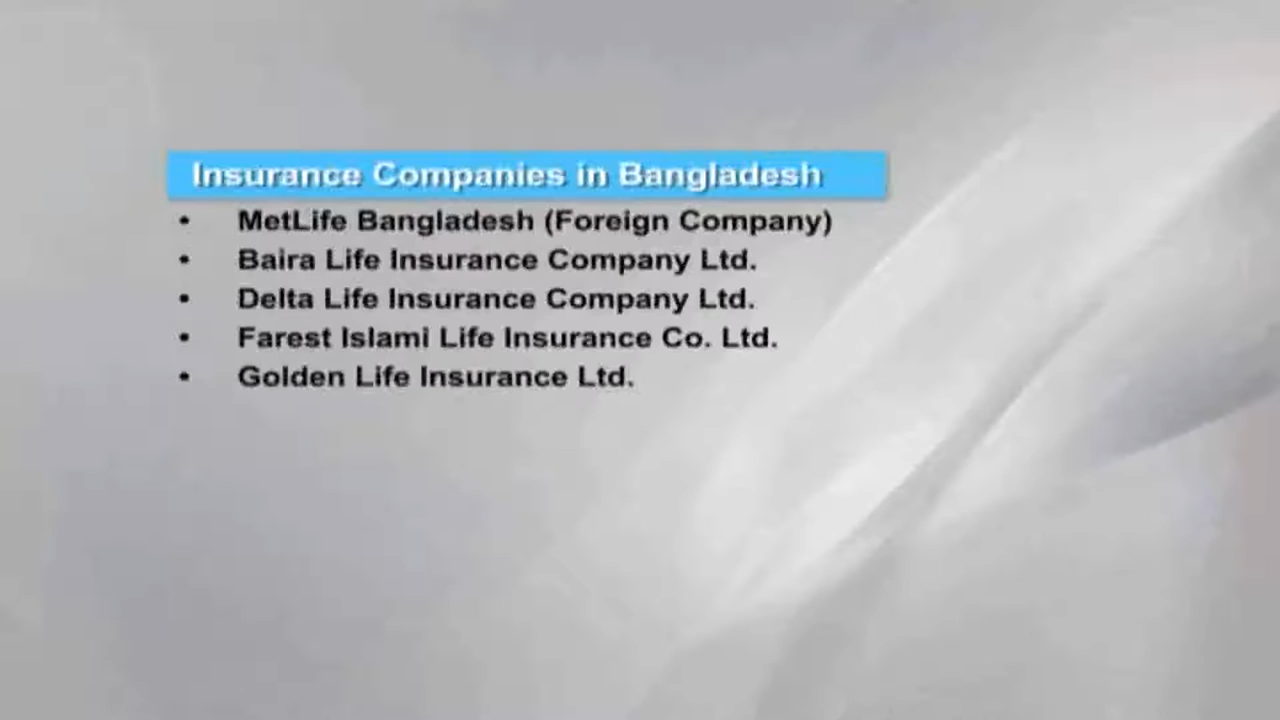 Insurance Companies in Bangladesh
• MetLife Bangladesh (Foreign Company)
• Baira Life Insurance Company Ltd.
• Delta Life Insurance Company Ltd.
• Farest Islami Life Insurance Co. Ltd.
• Golden Life Insurance Ltd.